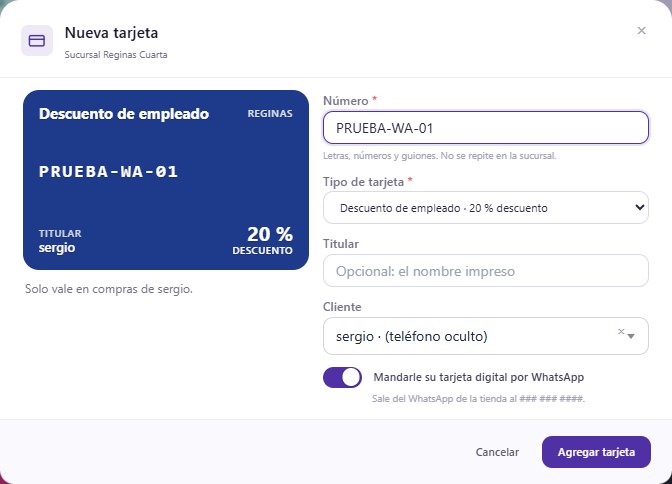 Nueva tarjeta
Sucursal Reginas Cuarta
×
Descuento de empleado
REGINAS
PRUEBA-WA-01
TITULAR
sergio
20 %
DESCUENTO
Solo vale en compras de sergio.
Número *
PRUEBA-WA-01
Letras, números y guiones. No se repite en la sucursal.
Tipo de tarjeta *
Descuento de empleado · 20 % descuento
Titular
Opcional: el nombre impreso
Cliente
sergio · (teléfono oculto)
×
Mandarle su tarjeta digital por WhatsApp
Sale del WhatsApp de la tienda al ### ### ####.
Cancelar
Agregar tarjeta